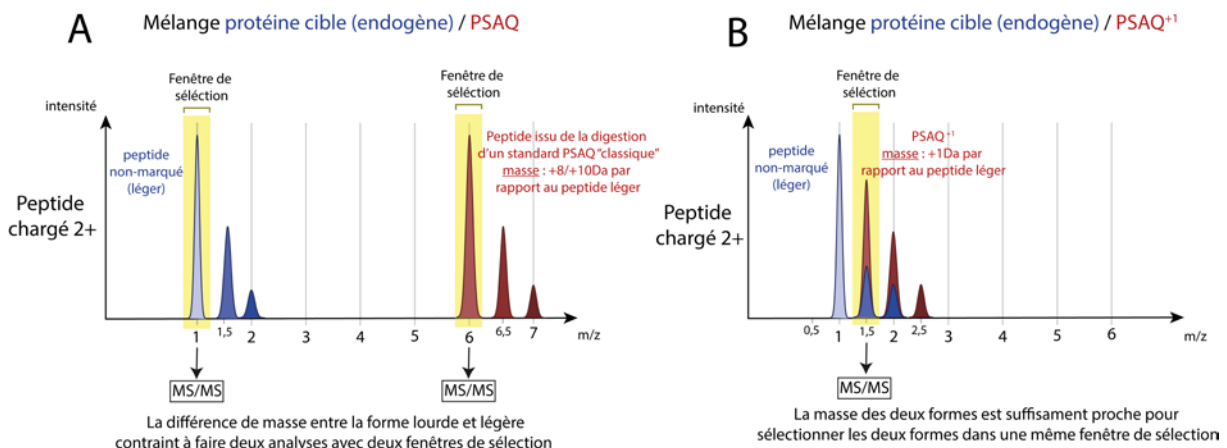 A
Mélange protéine cible (endogène) / PSAQ
Fenêtre de
séléction
Fenêtre de
séléction
intensité
peptide
non-marqué
(léger)
Peptide issu de la digestion
d'un standard PSAQ "classique"
masse : +8/+10Da par
rapport au peptide léger
Peptide
chargé 2+
1
1,5
2
3
4
5
6
6,5
7
m/z
MS/MS
MS/MS
La différence de masse entre la forme lourde et légère
contraint à faire deux analyses avec deux fenêtres de sélection
B
Mélange protéine cible (endogène) / PSAQ+1
Fenêtre de
séléction
intensité
peptide
non-marqué
(léger)
PSAQ+1
masse : +1Da par
rapport au peptide léger
Peptide
chargé 2+
0,5
1
1,5
2
2,5
3
4
5
6
m/z
MS/MS
La masse des deux formes est suffisament proche pour
sélectionner les deux formes dans une même fenêtre de sélection